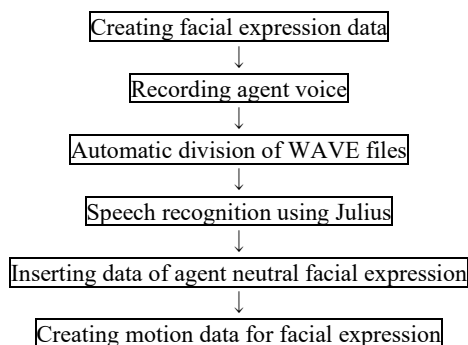 Creating facial expression data
↓
Recording agent voice
↓
Automatic division of WAVE files
↓
Speech recognition using Julius
↓
Inserting data of agent neutral facial expression
↓
Creating motion data for facial expression